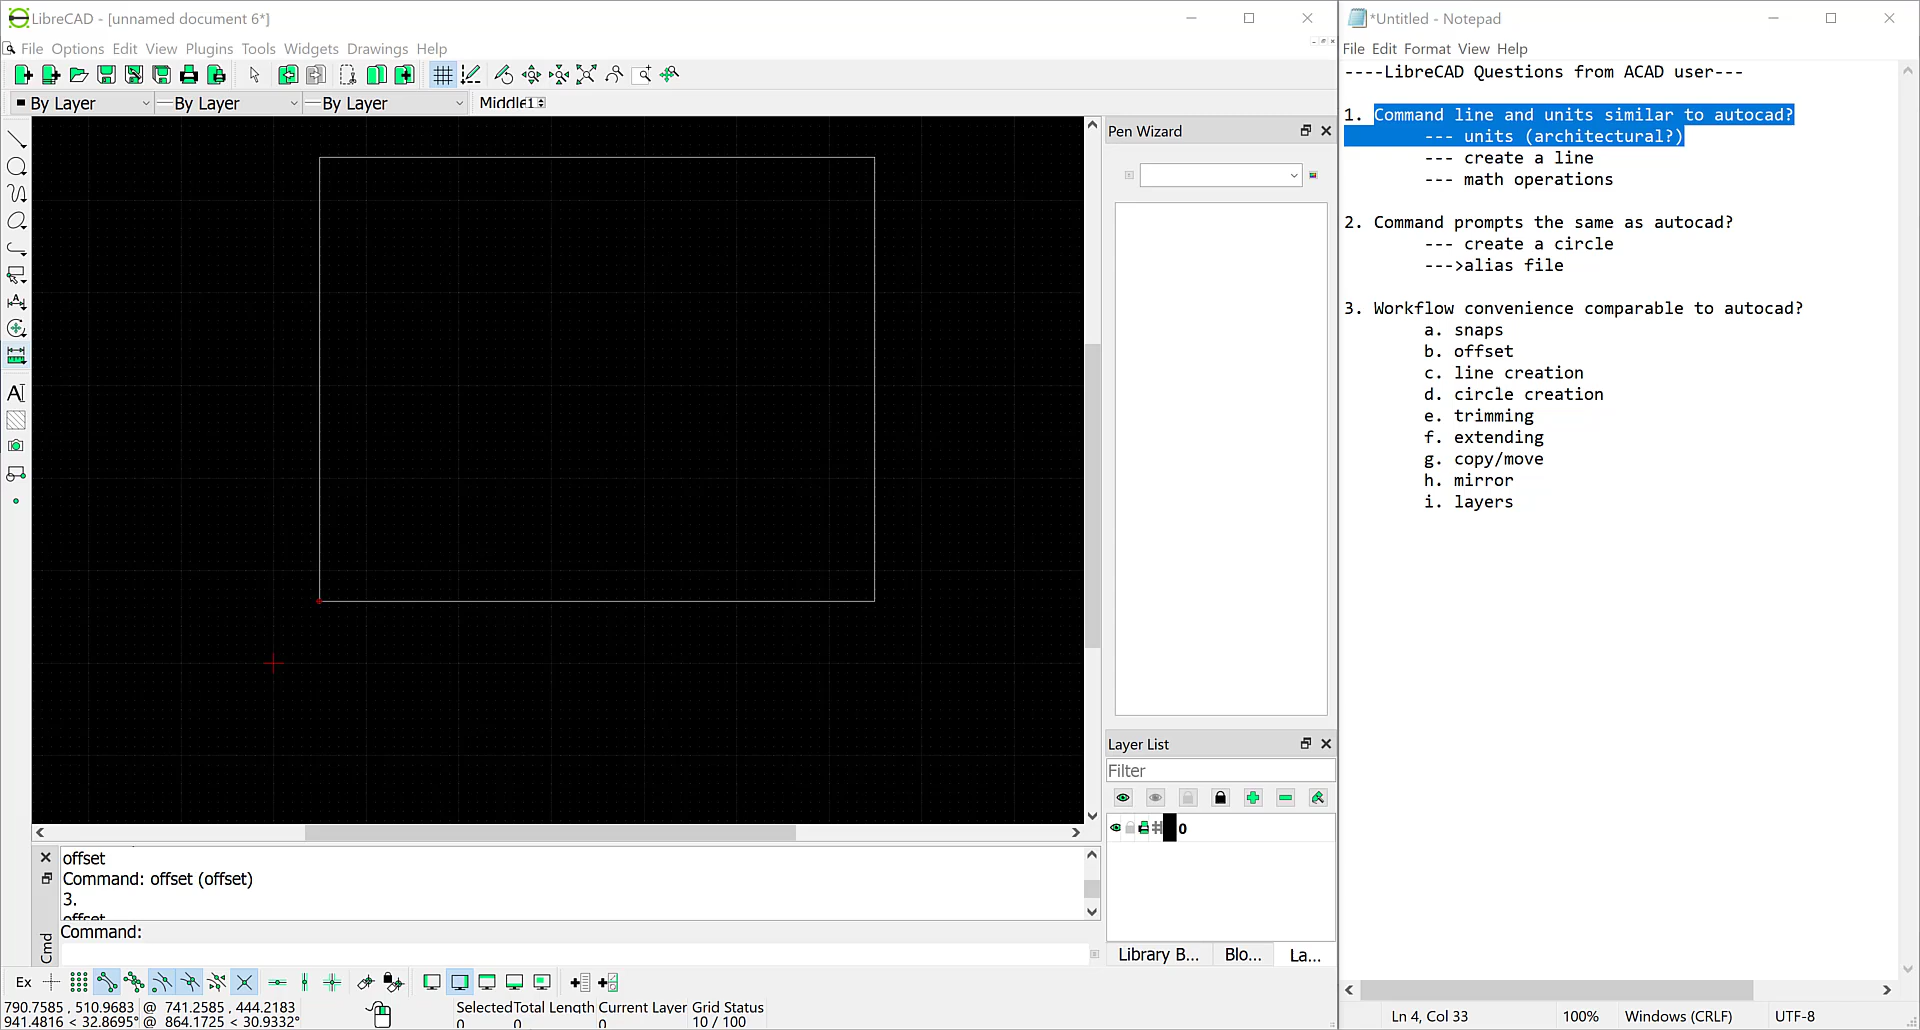 LibreCAD - [unnamed document 6*]
File Options Edit View Plugins Tools Widgets Drawings Help
By Layer By Layer By Layer Middle1
Pen Wizard
Layer List
Filter
0
Library B... Blo... La...
offset
Command: offset (offset)
3.
offset
Command:
Cmd
Ex
790.7585 , 510.9683 @ 741.2585 , 444.2183
941.4816 < 32.8695° @ 864.1725 < 30.9332°
Selected Total Length Current Layer Grid Status
0 0 0 10 / 100
*Untitled - Notepad
File Edit Format View Help
----LibreCAD Questions from ACAD user---
1. Command line and units similar to autocad?
--- units (architectural?)
--- create a line
--- math operations
2. Command prompts the same as autocad?
--- create a circle
--->alias file
3. Workflow convenience comparable to autocad?
a. snaps
b. offset
c. line creation
d. circle creation
e. trimming
f. extending
g. copy/move
h. mirror
i. layers
Ln 4, Col 33 100% Windows (CRLF) UTF-8